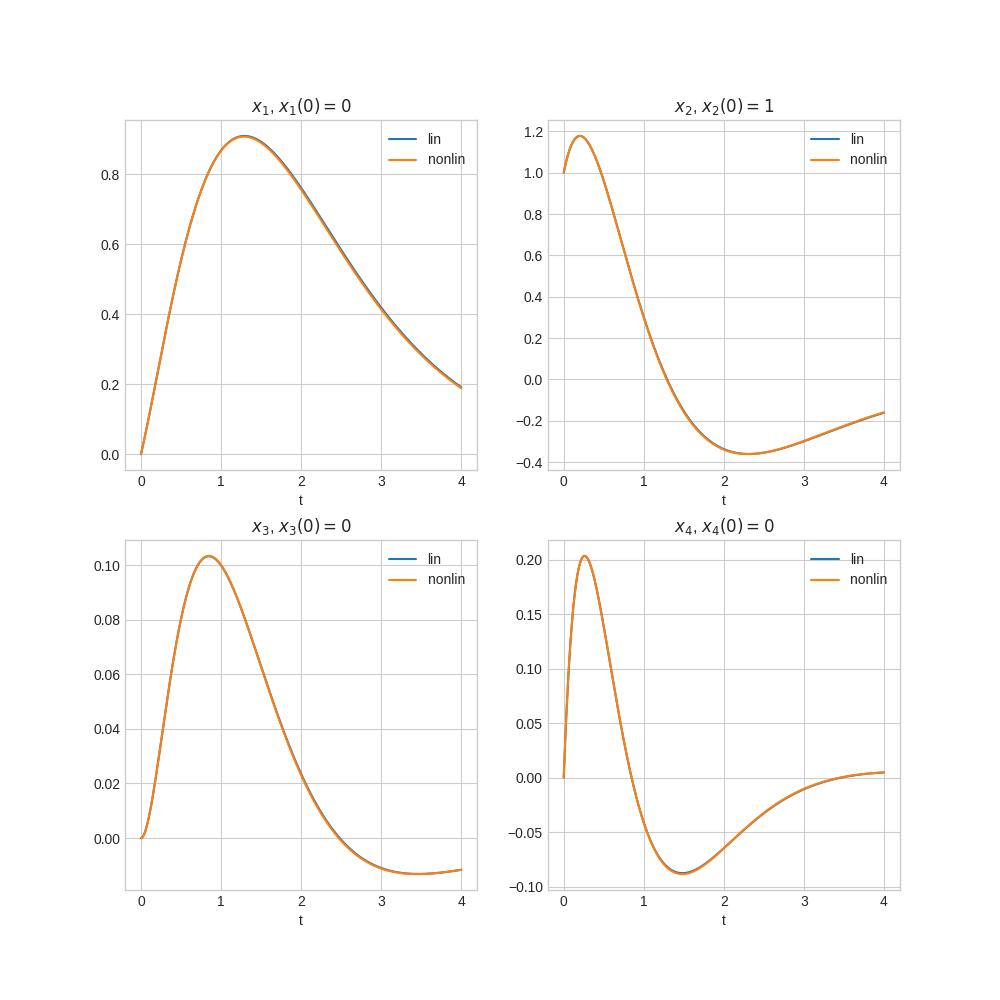 x₁, x₁(0) = 0
lin
nonlin
0.8
0.6
0.4
0.2
0.0
0 1 2 3 4
t
x₂, x₂(0) = 1
lin
nonlin
1.2
1.0
0.8
0.6
0.4
0.2
0.0
−0.2
−0.4
0 1 2 3 4
t
x₃, x₃(0) = 0
lin
nonlin
0.10
0.08
0.06
0.04
0.02
0.00
0 1 2 3 4
t
x₄, x₄(0) = 0
lin
nonlin
0.20
0.15
0.10
0.05
0.00
−0.05
−0.10
0 1 2 3 4
t